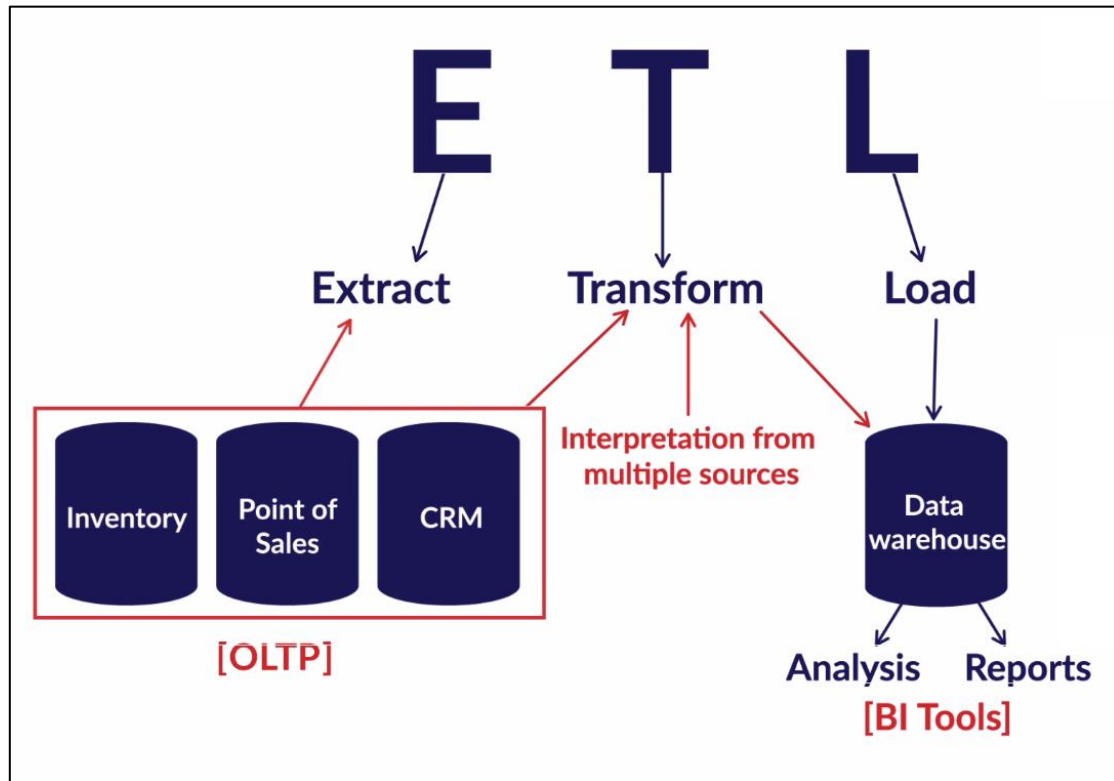 E T L
Extract Transform Load
Interpretation from
multiple sources
Inventory
Point of
Sales
CRM
Data
warehouse
[OLTP]
Analysis Reports
[BI Tools]